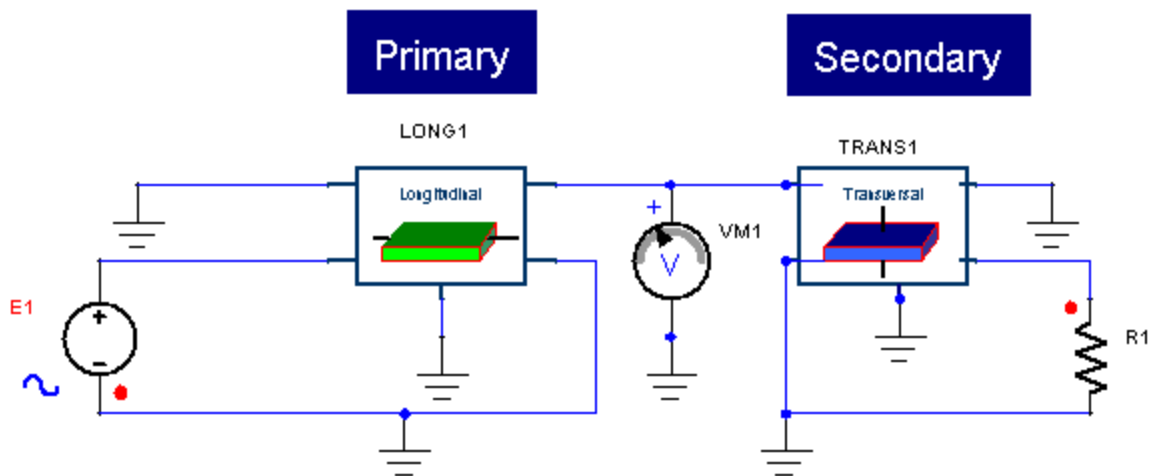 Primary
Secondary
LONG1
TRANS1
Longitudinal
Transversal
+
VM1
E1
+
V
−
R1